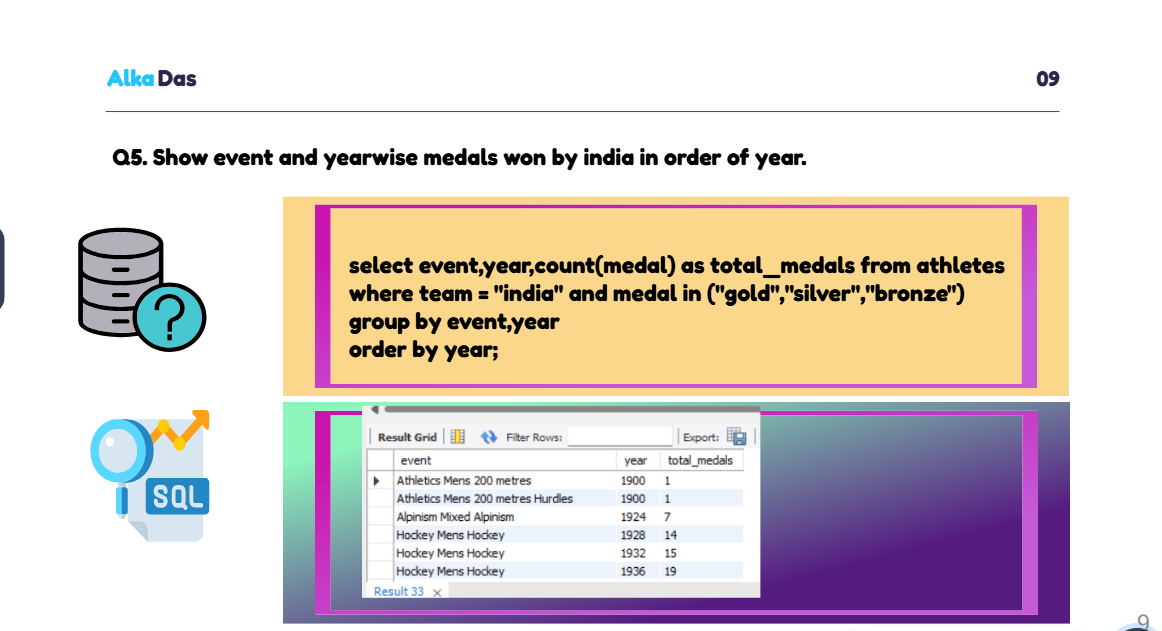 Alka Das
09
Q5. Show event and yearwise medals won by india in order of year.
select event,year,count(medal) as total_medals from athletes
where team = "india" and medal in ("gold","silver","bronze")
group by event,year
order by year;
Result Grid Filter Rows: Export:
event year total_medals
Athletics Mens 200 metres 1900 1
Athletics Mens 200 metres Hurdles 1900 1
Alpinism Mixed Alpinism 1924 7
Hockey Mens Hockey 1928 14
Hockey Mens Hockey 1932 15
Hockey Mens Hockey 1936 19
Result 33 ×
SQL
9